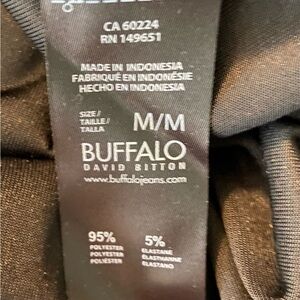 CA 60224
RN 149651
MADE IN INDONESIA
FABRIQUÉ EN INDONÉSIE
HECHO EN INDONESIA
SIZE/
TAILLE/
TALLA
M/M
BUFFALO
DAVID BITTON
www.buffalojeans.com
95% 5%
POLYESTER ELASTANE
POLYESTER ÉLASTHANNE
POLIÉSTER ELASTANO